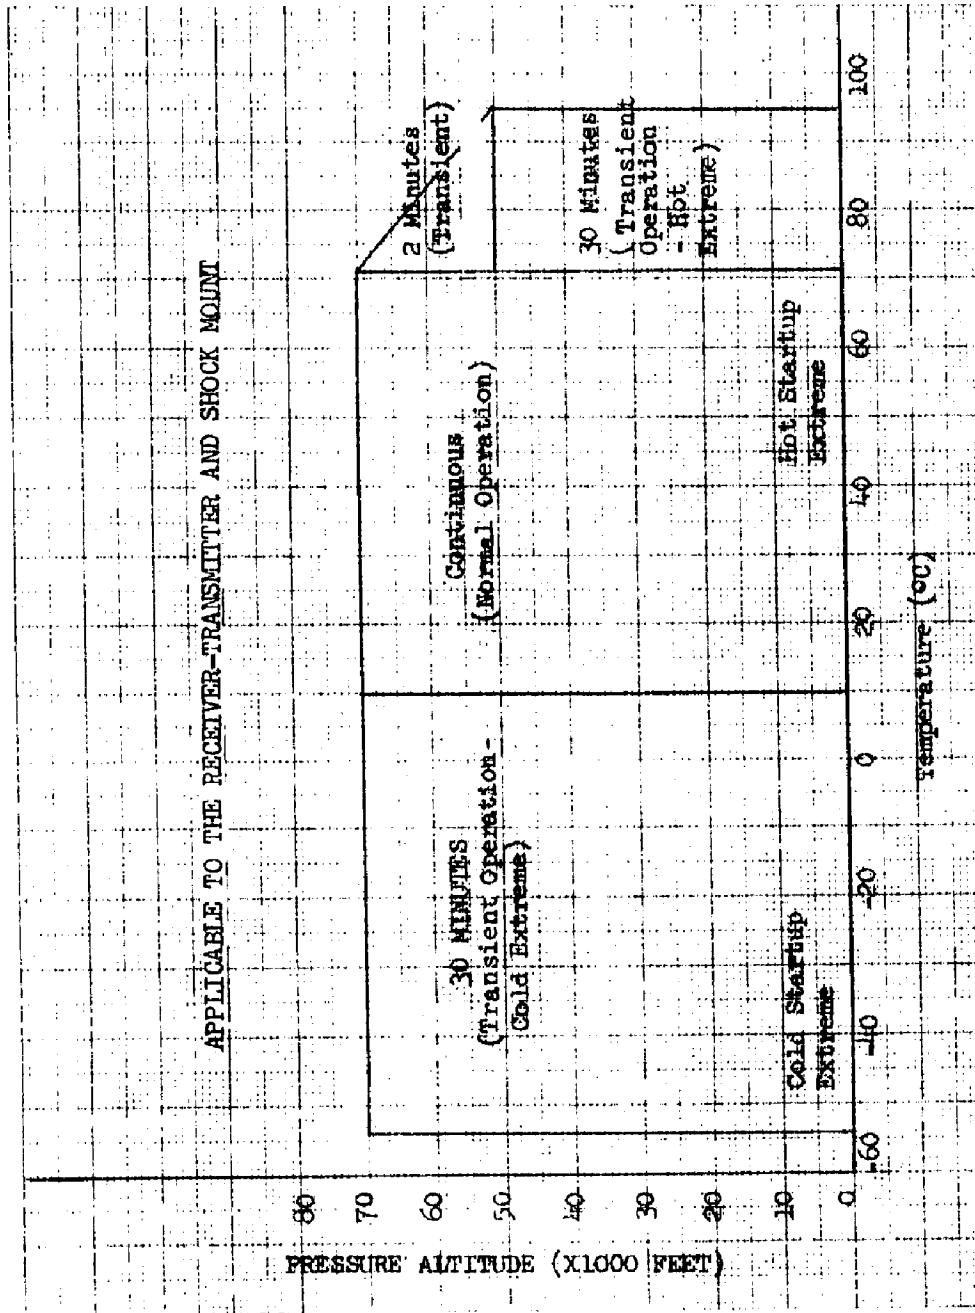 APPLICABLE TO THE RECEIVER-TRANSMITTER AND SHOCK MOUNT
PRESSURE ALTITUDE (X1000 FEET)
80
70
60
50
40
30
20
10
0
30 MINUTES
(Transient Operation-
Cold Extreme)
Continuous
(Normal Operation)
2 Minutes
(Transient)
30 Minutes
(Transient
Operation
- Hot
Extreme)
Cold Startup
Extreme
Hot Startup
Extreme
-60
-40
-20
0
20
40
60
80
100
Temperature (°C)